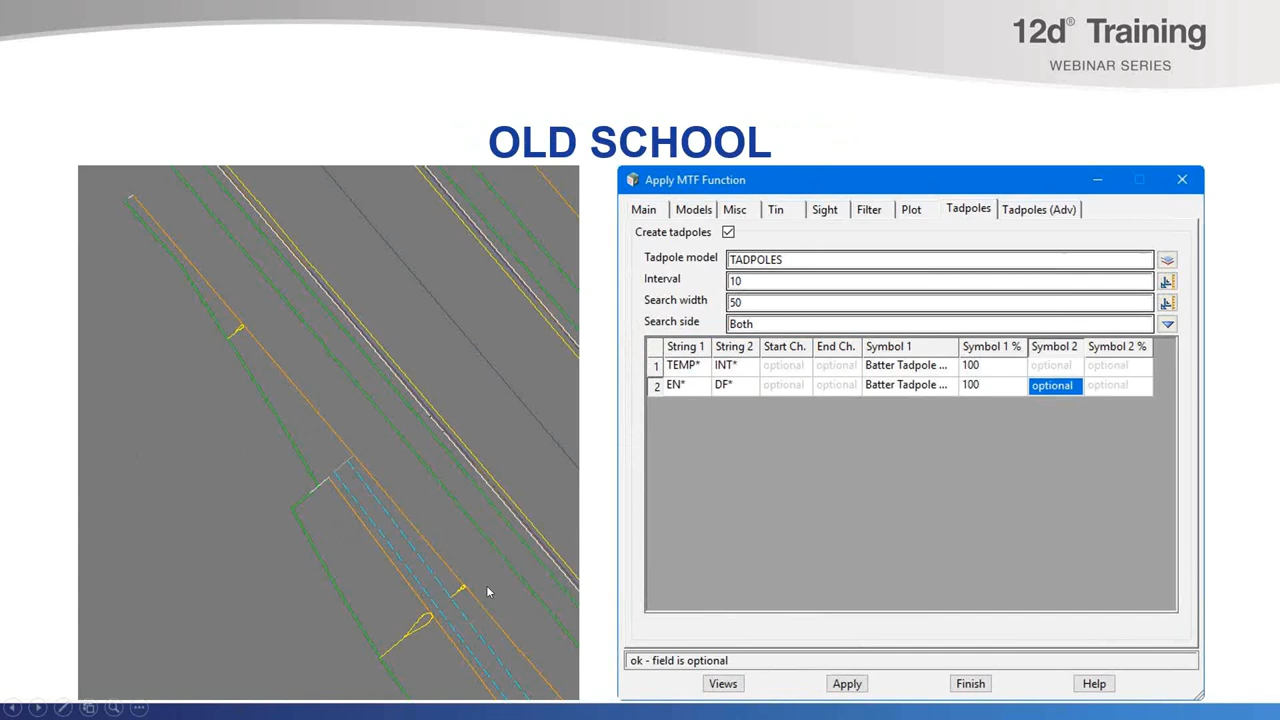 12d® Training
WEBINAR SERIES
OLD SCHOOL
Apply MTF Function
Main Models Misc Tin Sight Filter Plot Tadpoles Tadpoles (Adv)
Create tadpoles
Tadpole model TADPOLES
Interval 10
Search width 50
Search side Both
String 1 String 2 Start Ch. End Ch. Symbol 1 Symbol 1 % Symbol 2 Symbol 2 %
1 TEMP* INT* optional optional Batter Tadpole ... 100 optional optional
2 EN* DF* optional optional Batter Tadpole ... 100 optional optional
ok - field is optional
Views Apply Finish Help